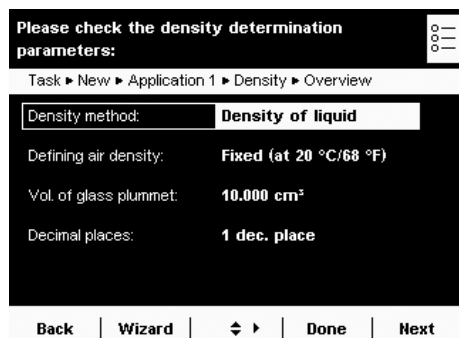 Please check the density determination
parameters:
Task ▸ New ▸ Application 1 ▸ Density ▸ Overview
Density method: Density of liquid
Defining air density: Fixed (at 20 °C/68 °F)
Vol. of glass plummet: 10.000 cm³
Decimal places: 1 dec. place
Back | Wizard | ⬍ ▸ | Done | Next